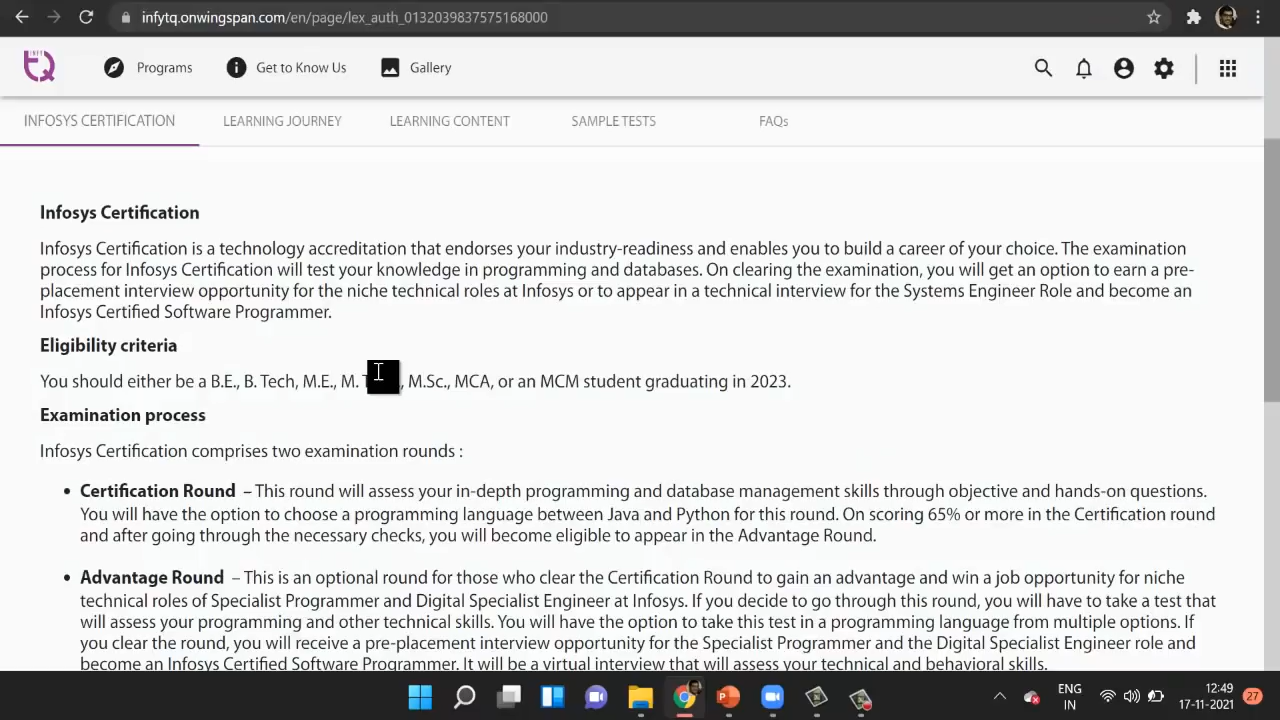 infytq.onwingspan.com/en/page/lex_auth_0132039837575168000
INFY TQ Programs Get to Know Us Gallery
INFOSYS CERTIFICATION LEARNING JOURNEY LEARNING CONTENT SAMPLE TESTS FAQs
Infosys Certification
Infosys Certification is a technology accreditation that endorses your industry-readiness and enables you to build a career of your choice. The examination
process for Infosys Certification will test your knowledge in programming and databases. On clearing the examination, you will get an option to earn a pre-
placement interview opportunity for the niche technical roles at Infosys or to appear in a technical interview for the Systems Engineer Role and become an
Infosys Certified Software Programmer.
Eligibility criteria
You should either be a B.E., B. Tech, M.E., M. , M.Sc., MCA, or an MCM student graduating in 2023.
Examination process
Infosys Certification comprises two examination rounds :
• Certification Round – This round will assess your in-depth programming and database management skills through objective and hands-on questions.
You will have the option to choose a programming language between Java and Python for this round. On scoring 65% or more in the Certification round
and after going through the necessary checks, you will become eligible to appear in the Advantage Round.
• Advantage Round – This is an optional round for those who clear the Certification Round to gain an advantage and win a job opportunity for niche
technical roles of Specialist Programmer and Digital Specialist Engineer at Infosys. If you decide to go through this round, you will have to take a test that
will assess your programming and other technical skills. You will have the option to take this test in a programming language from multiple options. If
you clear the round, you will receive a pre-placement interview opportunity for the Specialist Programmer and the Digital Specialist Engineer role and
become an Infosys Certified Software Programmer. It will be a virtual interview that will assess your technical and behavioral skills.
ENG
IN
12:49
17-11-2021
27